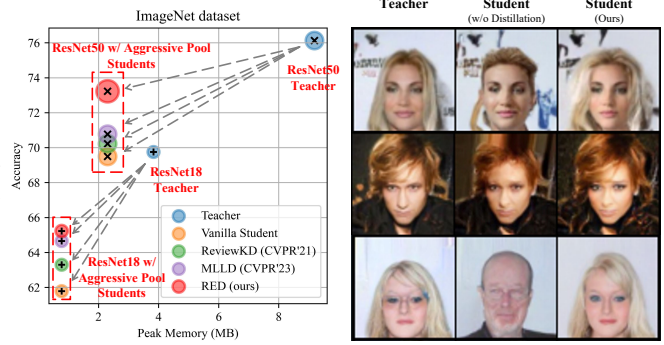 ImageNet dataset
76
74
72
70
68
66
64
62
Accuracy
2
4
6
8
Peak Memory (MB)
ResNet50 w/ Aggressive Pool
Students
ResNet50
Teacher
ResNet18
Teacher
ResNet18 w/
Aggressive Pool
Students
Teacher
Vanilla Student
ReviewKD (CVPR'21)
MLLD (CVPR'23)
RED (ours)
Teacher
Student
(w/o Distillation)
Student
(Ours)